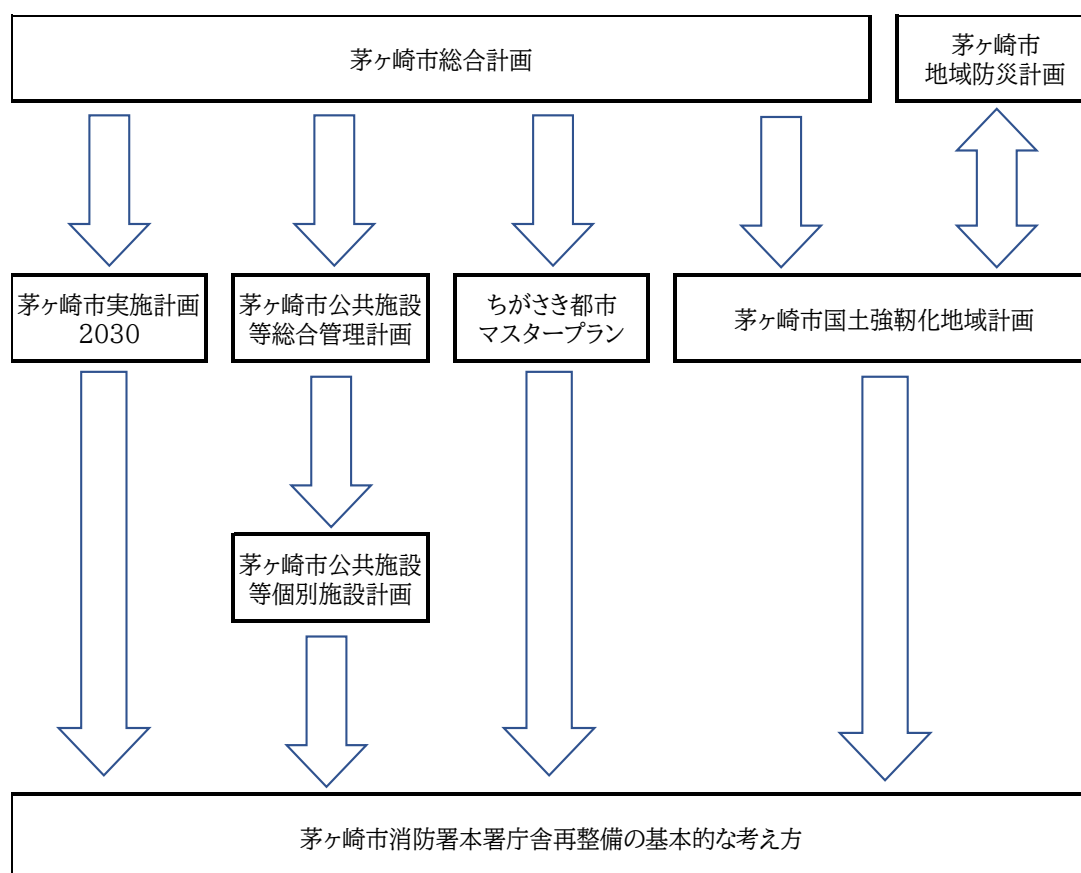 茅ヶ崎市総合計画
茅ヶ崎市
地域防災計画
茅ヶ崎市実施計画
2030
茅ヶ崎市公共施設
等総合管理計画
ちがさき都市
マスタープラン
茅ヶ崎市国土強靭化地域計画
茅ヶ崎市公共施設
等個別施設計画
茅ヶ崎市消防署本署庁舎再整備の基本的な考え方